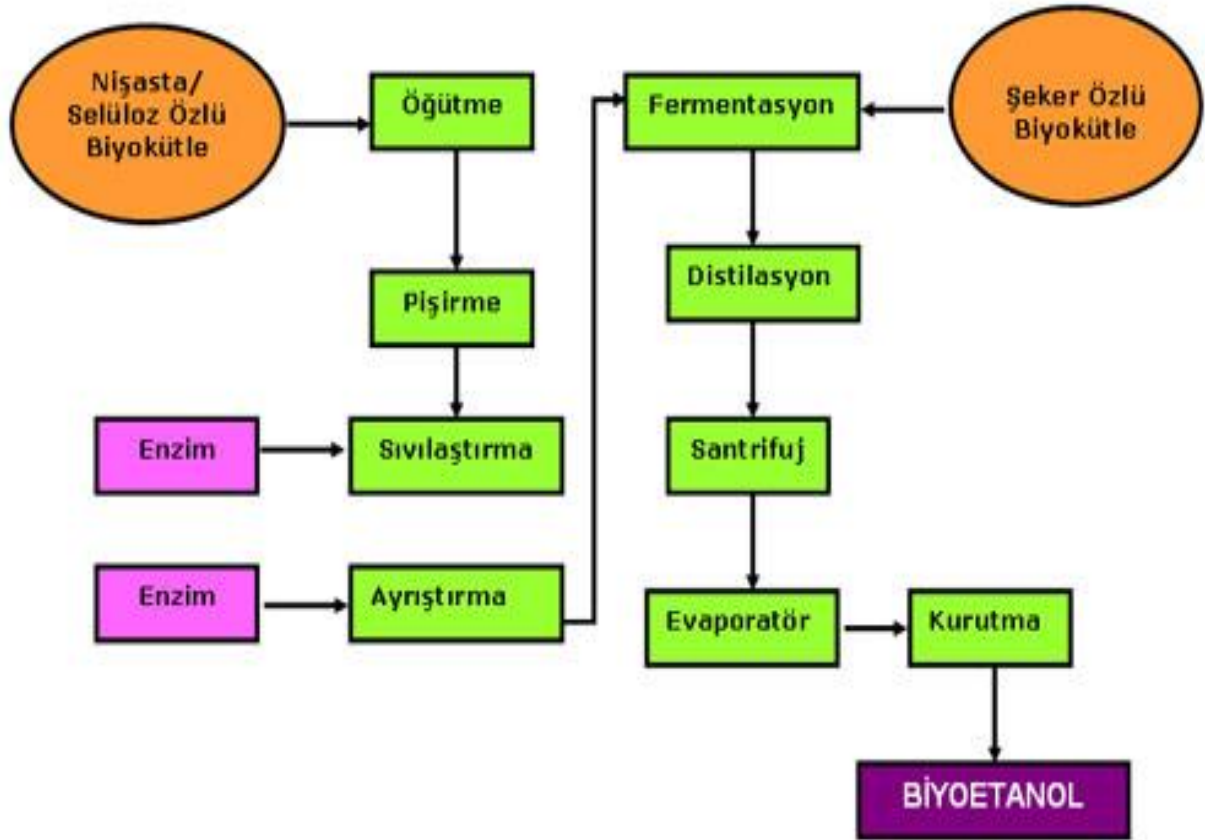 Nişasta/
Selüloz Özlü
Biyokütle
Öğütme
Fermentasyon
Şeker Özlü
Biyokütle
Pişirme
Distilasyon
Enzim
Sıvılaştırma
Santrifuj
Enzim
Ayrıştırma
Evaporatör
Kurutma
BİYOETANOL